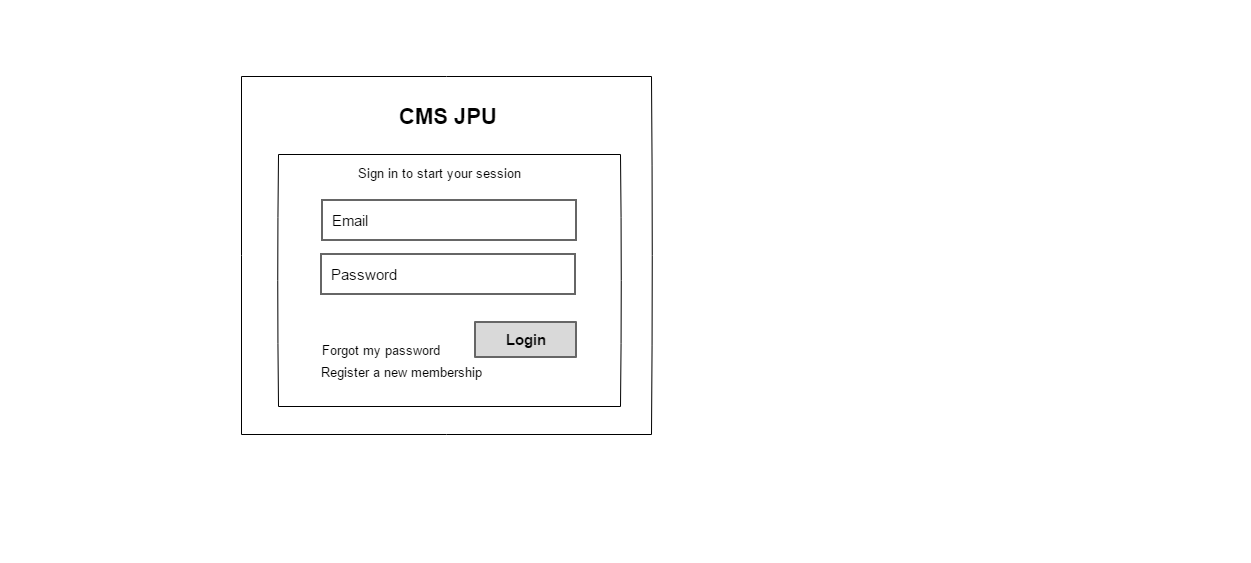 CMS JPU
Sign in to start your session
Email
Password
Login
Forgot my password
Register a new membership